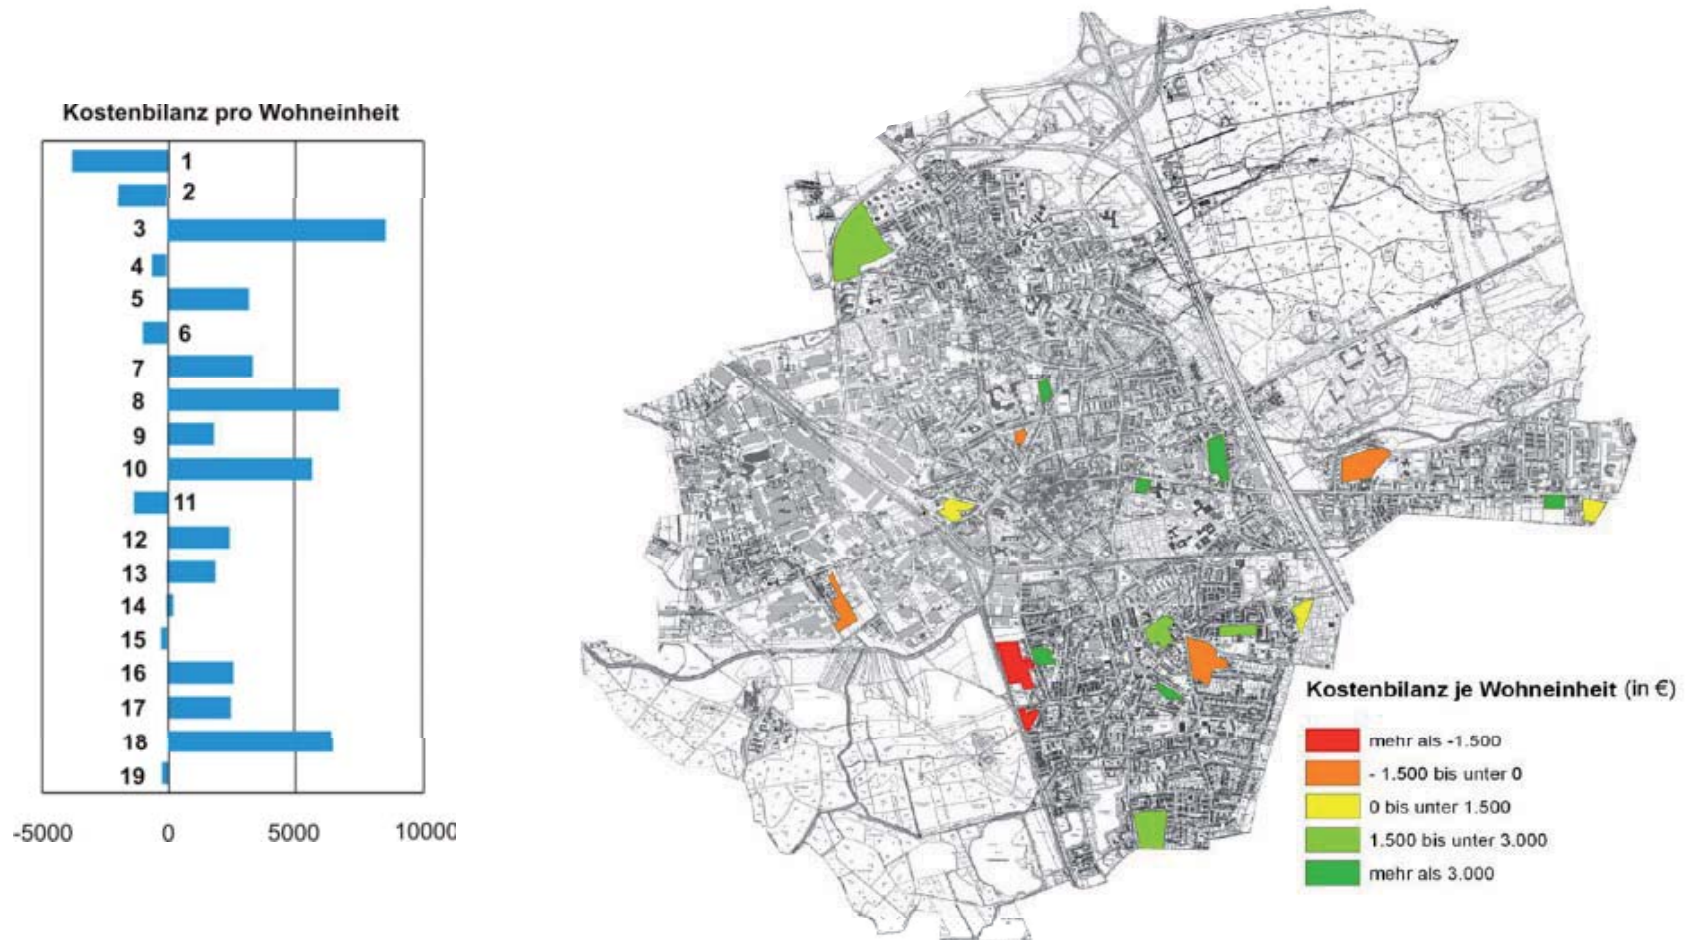 Kostenbilanz pro Wohneinheit
1
2
3
4
5
6
7
8
9
10
11
12
13
14
15
16
17
18
19
-5000 0 5000 10000
Kostenbilanz je Wohneinheit (in €)
mehr als -1.500
- 1.500 bis unter 0
0 bis unter 1.500
1.500 bis unter 3.000
mehr als 3.000